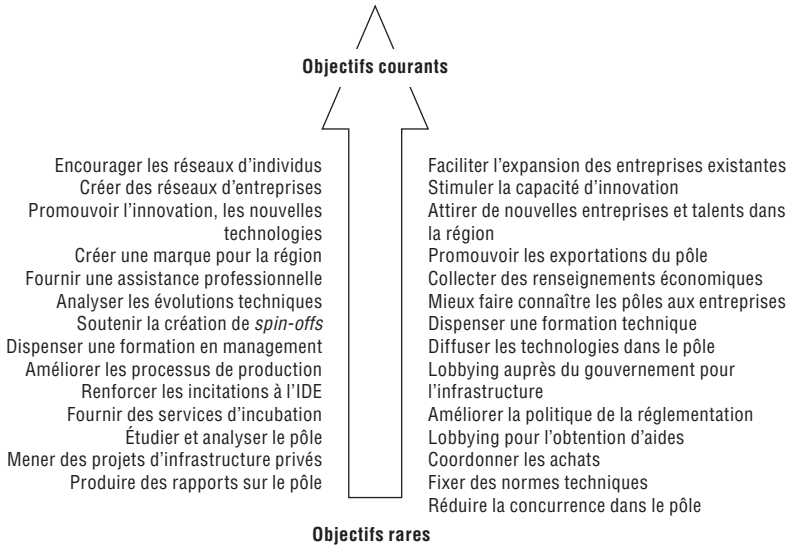 Objectifs courants
Encourager les réseaux d’individus
Créer des réseaux d’entreprises
Promouvoir l’innovation, les nouvelles
technologies
Créer une marque pour la région
Fournir une assistance professionnelle
Analyser les évolutions techniques
Soutenir la création de spin-offs
Dispenser une formation en management
Améliorer les processus de production
Renforcer les incitations à l’IDE
Fournir des services d’incubation
Étudier et analyser le pôle
Mener des projets d’infrastructure privés
Produire des rapports sur le pôle
Faciliter l’expansion des entreprises existantes
Stimuler la capacité d’innovation
Attirer de nouvelles entreprises et talents dans
la région
Promouvoir les exportations du pôle
Collecter des renseignements économiques
Mieux faire connaître les pôles aux entreprises
Dispenser une formation technique
Diffuser les technologies dans le pôle
Lobbying auprès du gouvernement pour
l’infrastructure
Améliorer la politique de la réglementation
Lobbying pour l’obtention d’aides
Coordonner les achats
Fixer des normes techniques
Réduire la concurrence dans le pôle
Objectifs rares